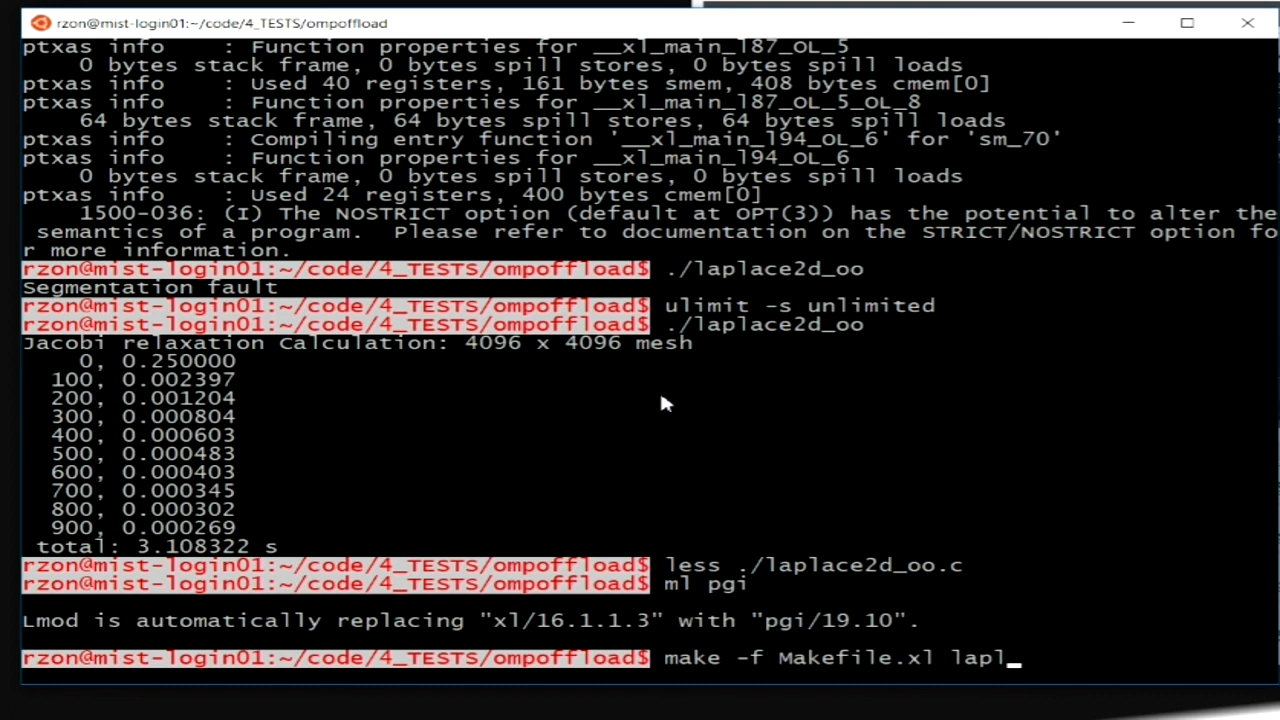 rzon@mist-login01:~/code/4_TESTS/ompoffload
ptxas info    : Function properties for __xl_main_l87_OL_5
    0 bytes stack frame, 0 bytes spill stores, 0 bytes spill loads
ptxas info    : Used 40 registers, 161 bytes smem, 408 bytes cmem[0]
ptxas info    : Function properties for __xl_main_l87_OL_5_OL_8
    64 bytes stack frame, 64 bytes spill stores, 64 bytes spill loads
ptxas info    : Compiling entry function '__xl_main_l94_OL_6' for 'sm_70'
ptxas info    : Function properties for __xl_main_l94_OL_6
    0 bytes stack frame, 0 bytes spill stores, 0 bytes spill loads
ptxas info    : Used 24 registers, 400 bytes cmem[0]
    1500-036: (I) The NOSTRICT option (default at OPT(3)) has the potential to alter the
 semantics of a program.  Please refer to documentation on the STRICT/NOSTRICT option fo
r more information.
rzon@mist-login01:~/code/4_TESTS/ompoffload$ ./laplace2d_oo
Segmentation fault
rzon@mist-login01:~/code/4_TESTS/ompoffload$ ulimit -s unlimited
rzon@mist-login01:~/code/4_TESTS/ompoffload$ ./laplace2d_oo
Jacobi relaxation Calculation: 4096 x 4096 mesh
    0, 0.250000
  100, 0.002397
  200, 0.001204
  300, 0.000804
  400, 0.000603
  500, 0.000483
  600, 0.000403
  700, 0.000345
  800, 0.000302
  900, 0.000269
 total: 3.108322 s
rzon@mist-login01:~/code/4_TESTS/ompoffload$ less ./laplace2d_oo.c
rzon@mist-login01:~/code/4_TESTS/ompoffload$ ml pgi
Lmod is automatically replacing "xl/16.1.1.3" with "pgi/19.10".
rzon@mist-login01:~/code/4_TESTS/ompoffload$ make -f Makefile.xl lapl_